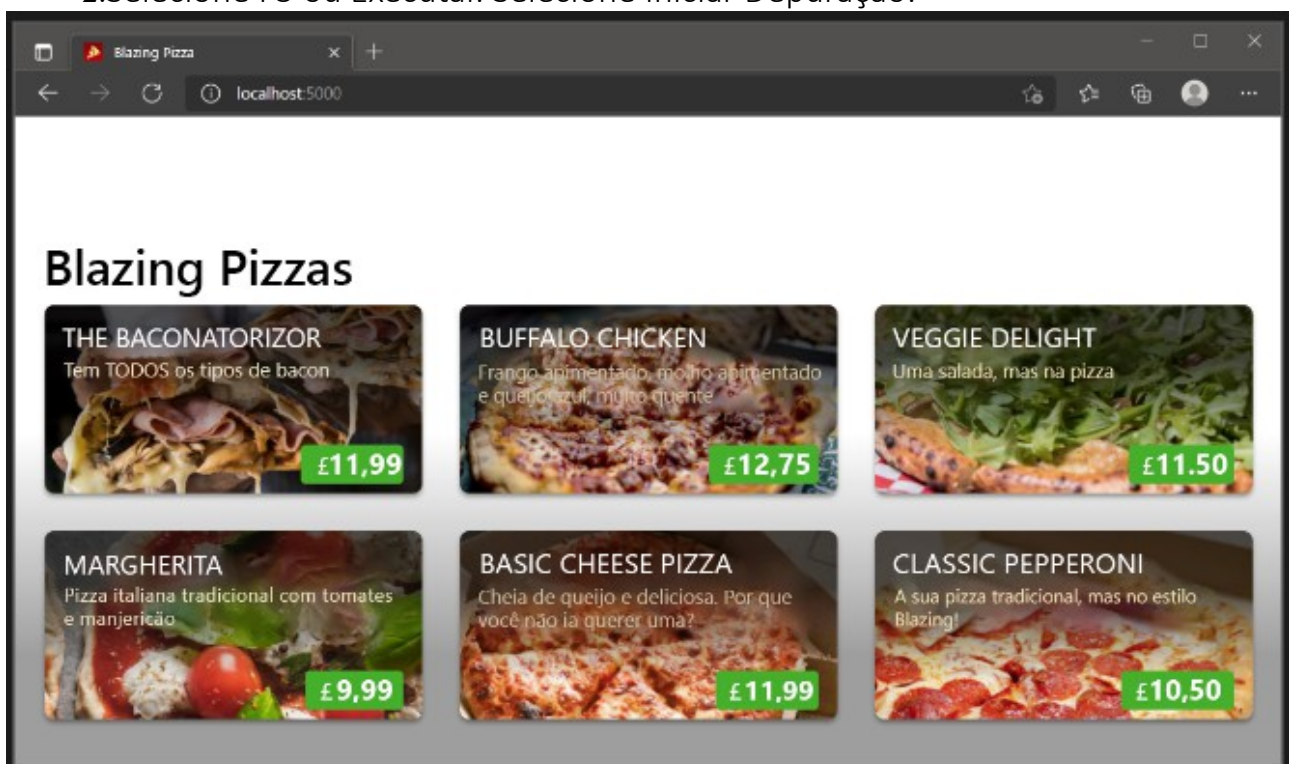 2.Selecione F5 ou Executar. Selecione Iniciar Depuração.
Blazing Pizza
localhost:5000
Blazing Pizzas
THE BACONATORIZOR
Tem TODOS os tipos de bacon
£11,99
BUFFALO CHICKEN
Frango apimentado, molho apimentado
e queijo azul, muito quente
£12,75
VEGGIE DELIGHT
Uma salada, mas na pizza
£11.50
MARGHERITA
Pizza italiana tradicional com tomates
e manjericão
£9,99
BASIC CHEESE PIZZA
Cheia de queijo e deliciosa. Por que
você não ia querer uma?
£11,99
CLASSIC PEPPERONI
A sua pizza tradicional, mas no estilo
Blazing!
£10,50